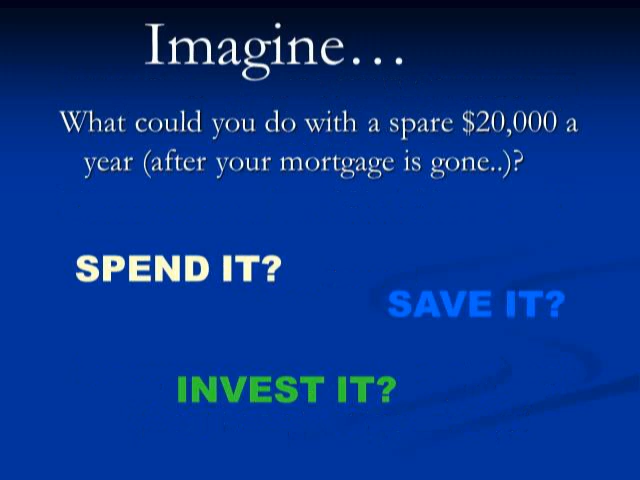 Imagine…
What could you do with a spare $20,000 a
year (after your mortgage is gone..)?
SPEND IT?
SAVE IT?
INVEST IT?